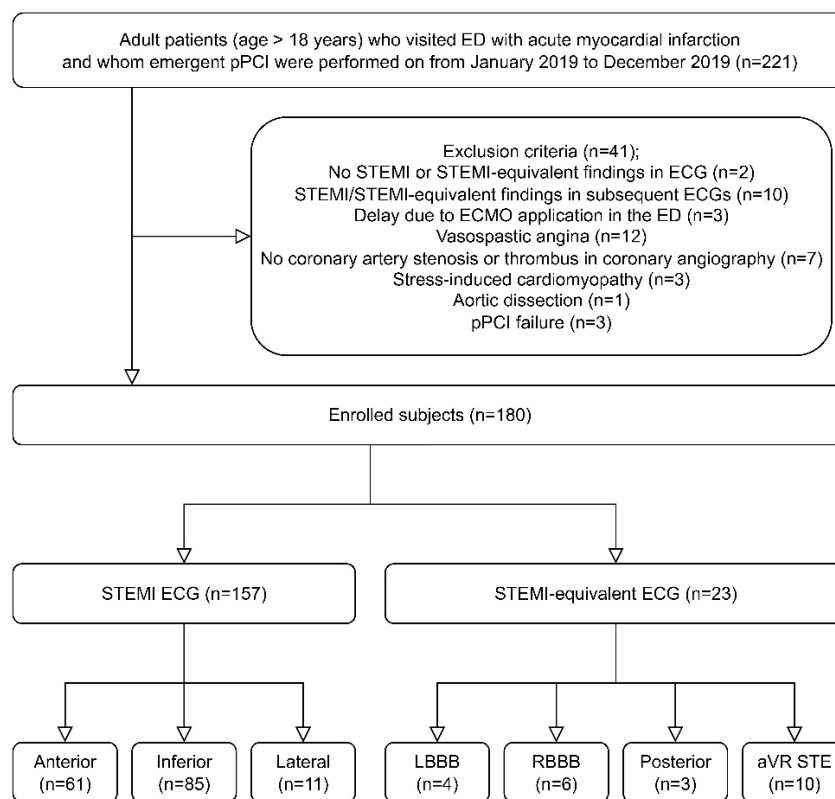 Adult patients (age > 18 years) who visited ED with acute myocardial infarction
and whom emergent pPCI were performed on from January 2019 to December 2019 (n=221)
Exclusion criteria (n=41);
No STEMI or STEMI-equivalent findings in ECG (n=2)
STEMI/STEMI-equivalent findings in subsequent ECGs (n=10)
Delay due to ECMO application in the ED (n=3)
Vasospastic angina (n=12)
No coronary artery stenosis or thrombus in coronary angiography (n=7)
Stress-induced cardiomyopathy (n=3)
Aortic dissection (n=1)
pPCI failure (n=3)
Enrolled subjects (n=180)
STEMI ECG (n=157)
STEMI-equivalent ECG (n=23)
Anterior
(n=61)
Inferior
(n=85)
Lateral
(n=11)
LBBB
(n=4)
RBBB
(n=6)
Posterior
(n=3)
aVR STE
(n=10)